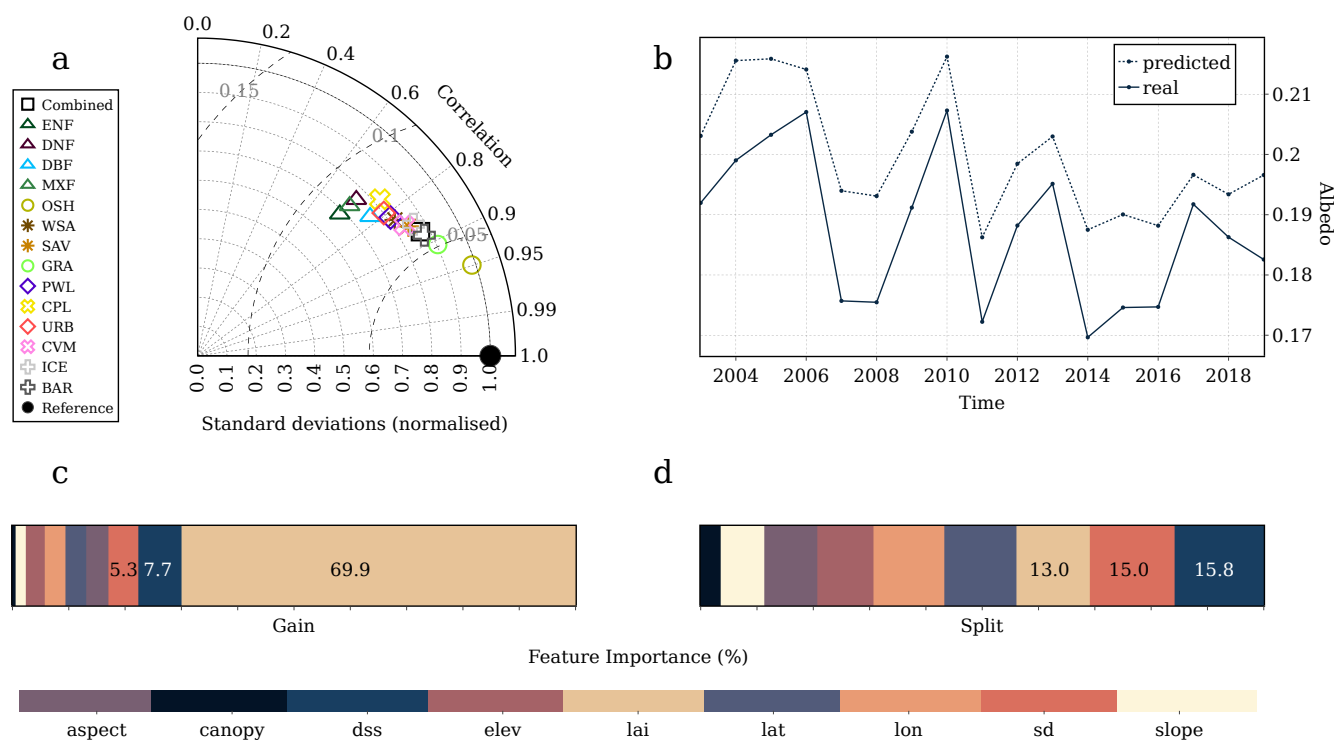 a
0.0
0.2
0.4
0.6
0.8
0.9
0.95
0.99
1.0
Correlation
0.15
0.1
0.05
Combined
ENF
DNF
DBF
MXF
OSH
WSA
SAV
GRA
PWL
CPL
URB
CVM
ICE
BAR
Reference
0.0 0.1 0.2 0.3 0.4 0.5 0.6 0.7 0.8 0.9 1.0
Standard deviations (normalised)
b
predicted
real
0.21
0.2
0.19
0.18
0.17
Albedo
2004 2006 2008 2010 2012 2014 2016 2018
Time
c
5.3 7.7 69.9
Gain
d
13.0 15.0 15.8
Split
Feature Importance (%)
aspect canopy dss elev lai lat lon sd slope